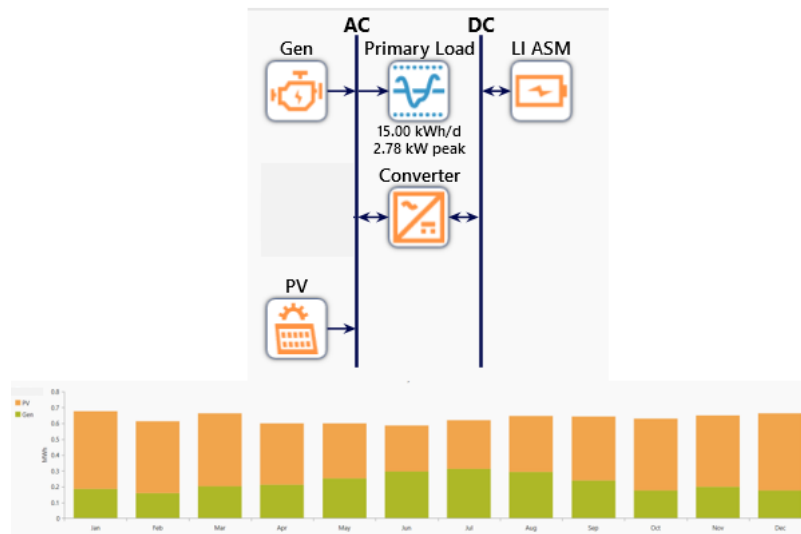 AC DC
Gen Primary Load LI ASM
15.00 kWh/d
2.78 kW peak
Converter
PV
PV
Gen
MWh
0.8
0.7
0.6
0.5
0.4
0.3
0.2
0.1
0
Jan Feb Mar Apr May Jun Jul Aug Sep Oct Nov Dec